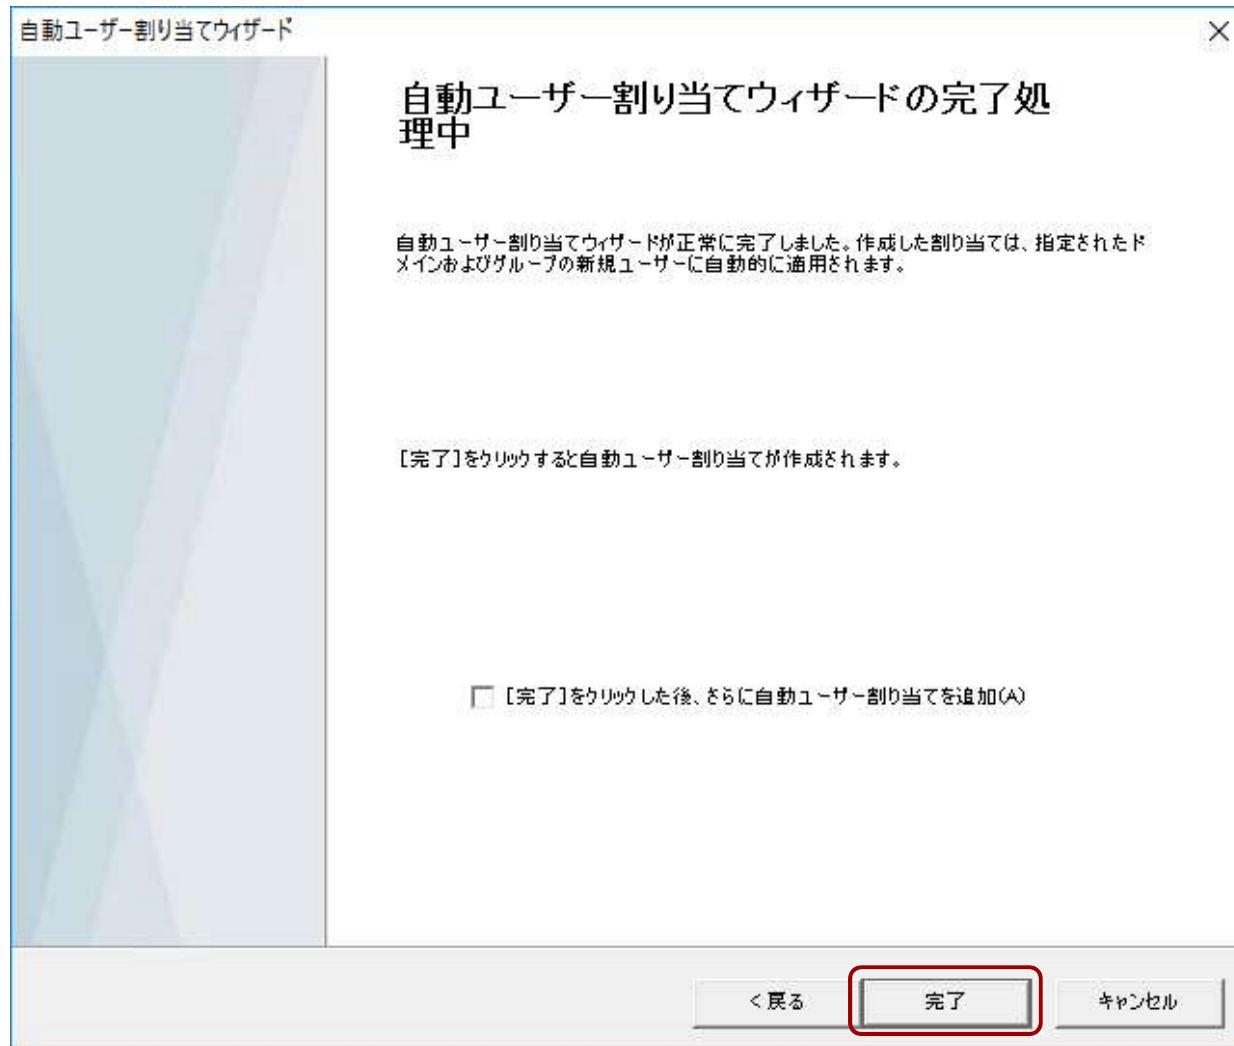 自動ユーザー割り当てウィザード
自動ユーザー割り当てウィザードの完了処
理中
自動ユーザー割り当てウィザードが正常に完了しました。作成した割り当ては、指定されたド
メインおよびグループの新規ユーザーに自動的に適用されます。
[完了]をクリックすると自動ユーザー割り当てが作成されます。
[完了]をクリックした後、さらに自動ユーザー割り当てを追加(A)
<戻る
完了
キャンセル